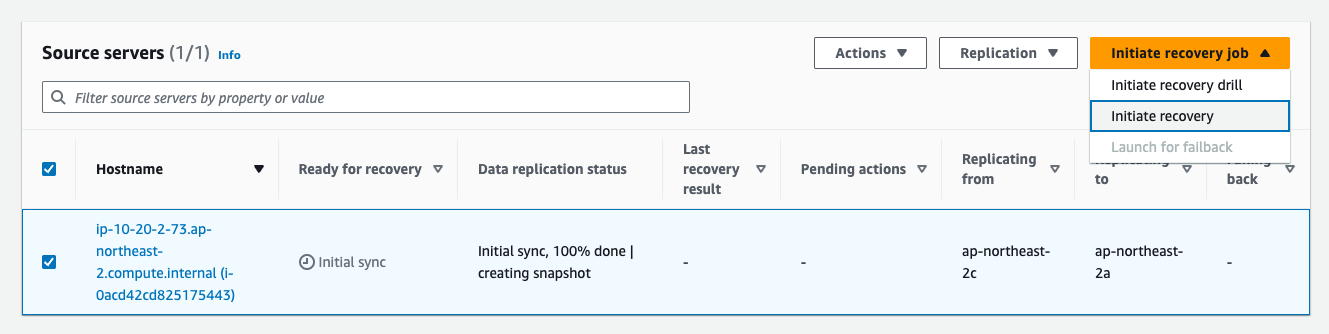 Source servers (1/1) Info
Actions
Replication
Initiate recovery job
Initiate recovery drill
Initiate recovery
Launch for failback
Filter source servers by property or value
Hostname
Ready for recovery
Data replication status
Last
recovery
result
Pending actions
Replicating
from
Replicating
to
back
ip-10-20-2-73.ap-
northeast-
2.compute.internal (i-
0acd42cd825175443)
Initial sync
Initial sync, 100% done |
creating snapshot
-
-
ap-northeast-
2c
ap-northeast-
2a
-